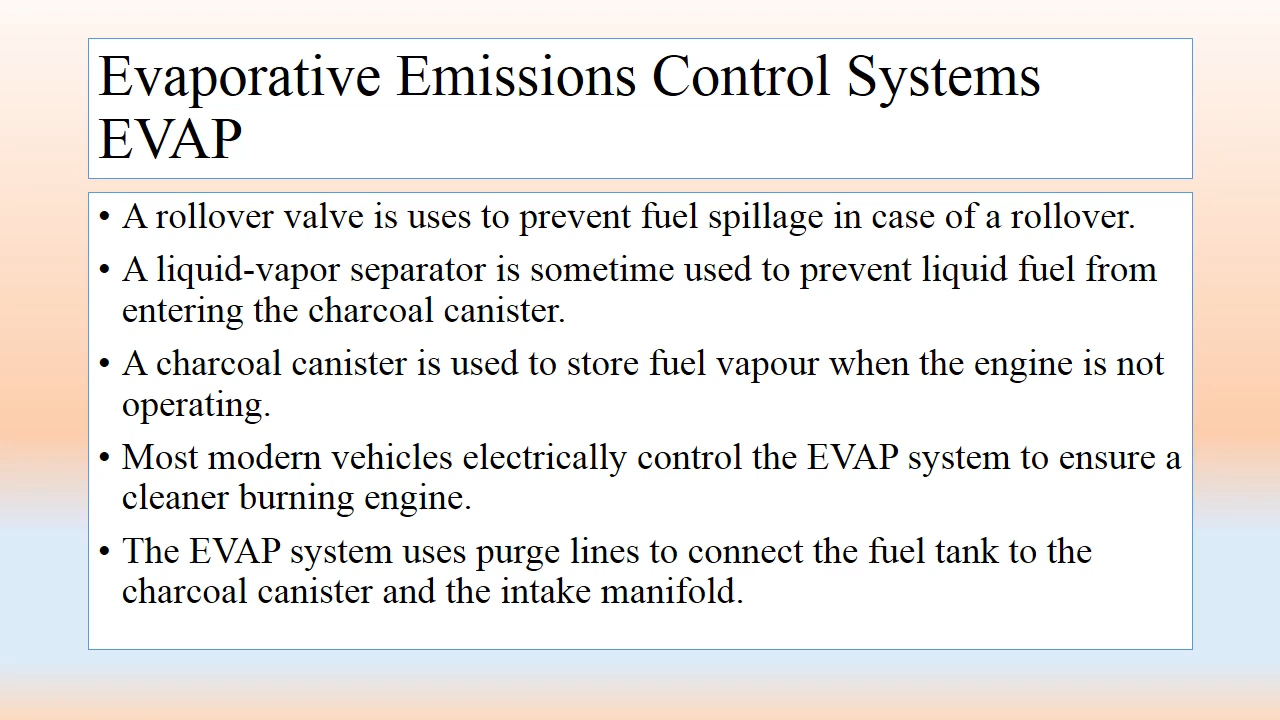 Evaporative Emissions Control Systems
EVAP
• A rollover valve is uses to prevent fuel spillage in case of a rollover.
• A liquid-vapor separator is sometime used to prevent liquid fuel from
entering the charcoal canister.
• A charcoal canister is used to store fuel vapour when the engine is not
operating.
• Most modern vehicles electrically control the EVAP system to ensure a
cleaner burning engine.
• The EVAP system uses purge lines to connect the fuel tank to the
charcoal canister and the intake manifold.